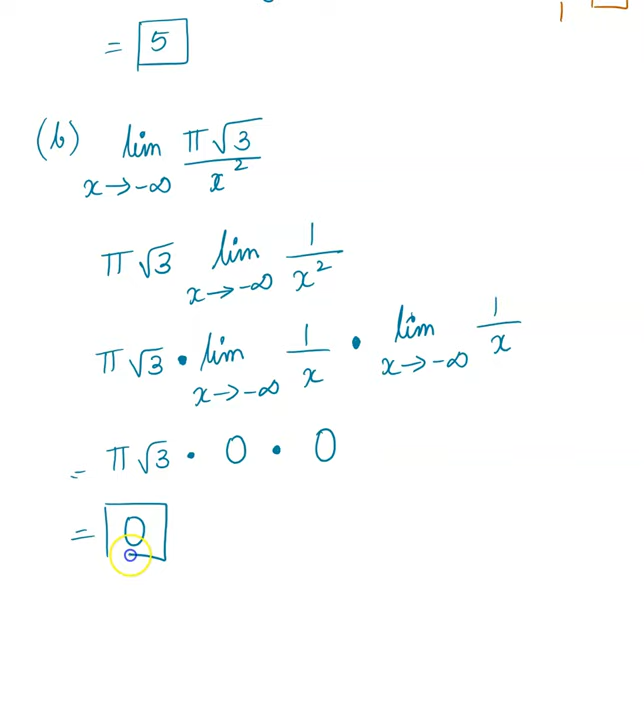 = 5
(b) lim x→-∞ π√3/x²
π√3 lim x→-∞ 1/x²
π√3 • lim x→-∞ 1/x • lim x→-∞ 1/x
= π√3 • 0 • 0
= 0